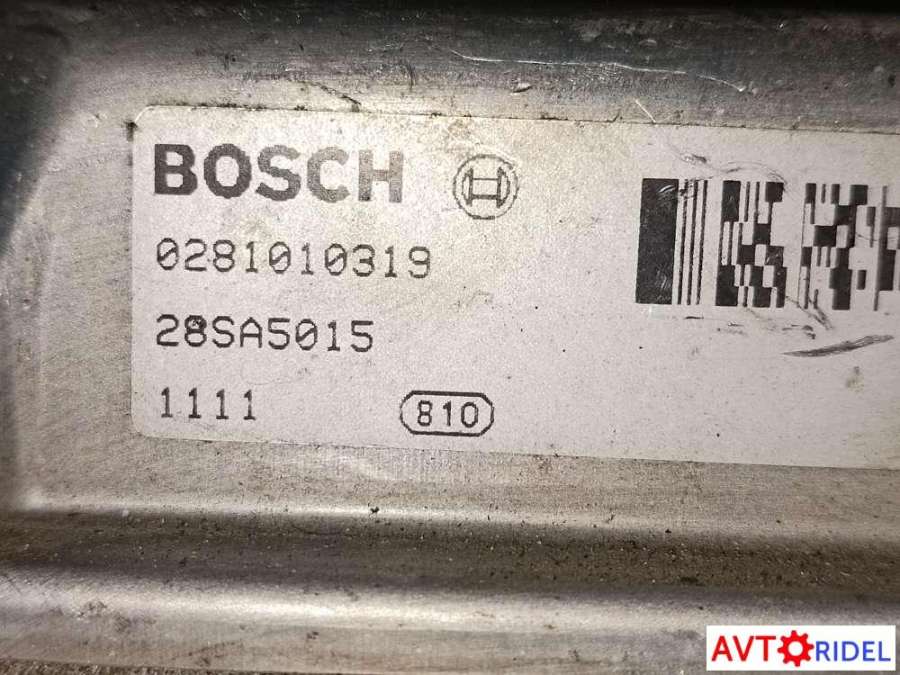 BOSCH
0281010319
28SA5015
1111 810
AVTORIDEL